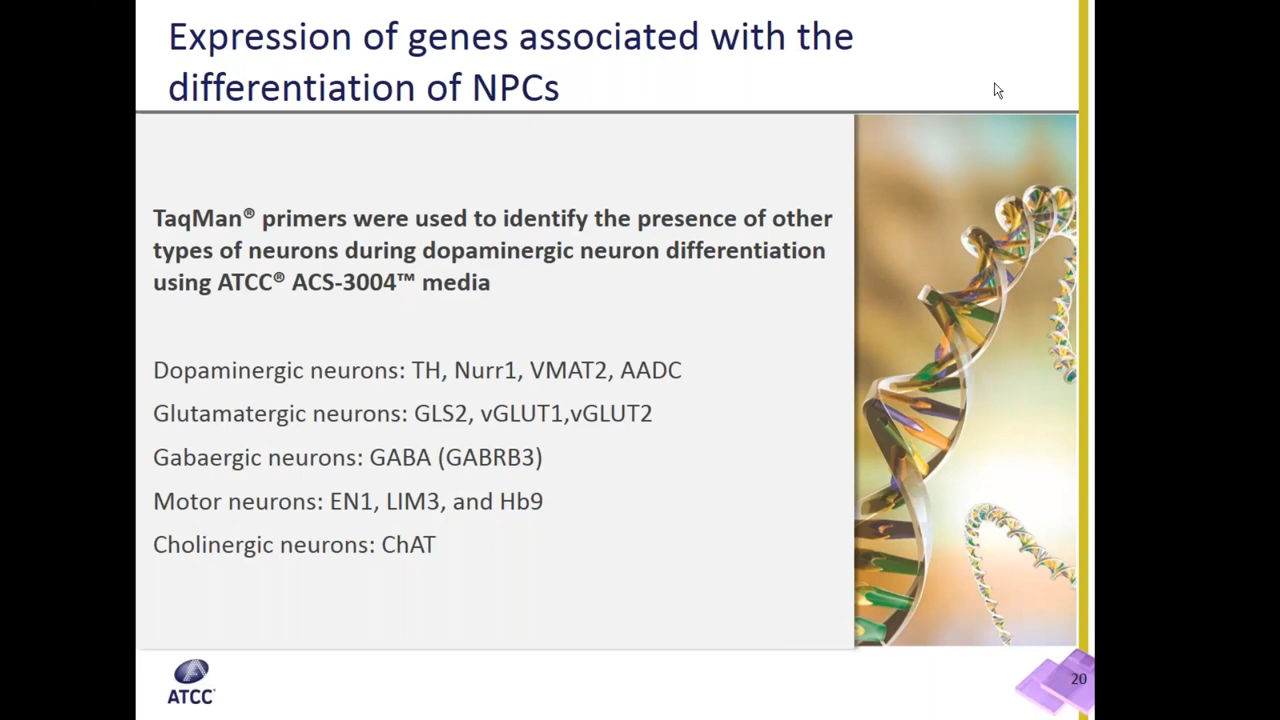 Expression of genes associated with the
differentiation of NPCs
TaqMan® primers were used to identify the presence of other
types of neurons during dopaminergic neuron differentiation
using ATCC® ACS-3004™ media
Dopaminergic neurons: TH, Nurr1, VMAT2, AADC
Glutamatergic neurons: GLS2, vGLUT1,vGLUT2
Gabaergic neurons: GABA (GABRB3)
Motor neurons: EN1, LIM3, and Hb9
Cholinergic neurons: ChAT
ATCC
20